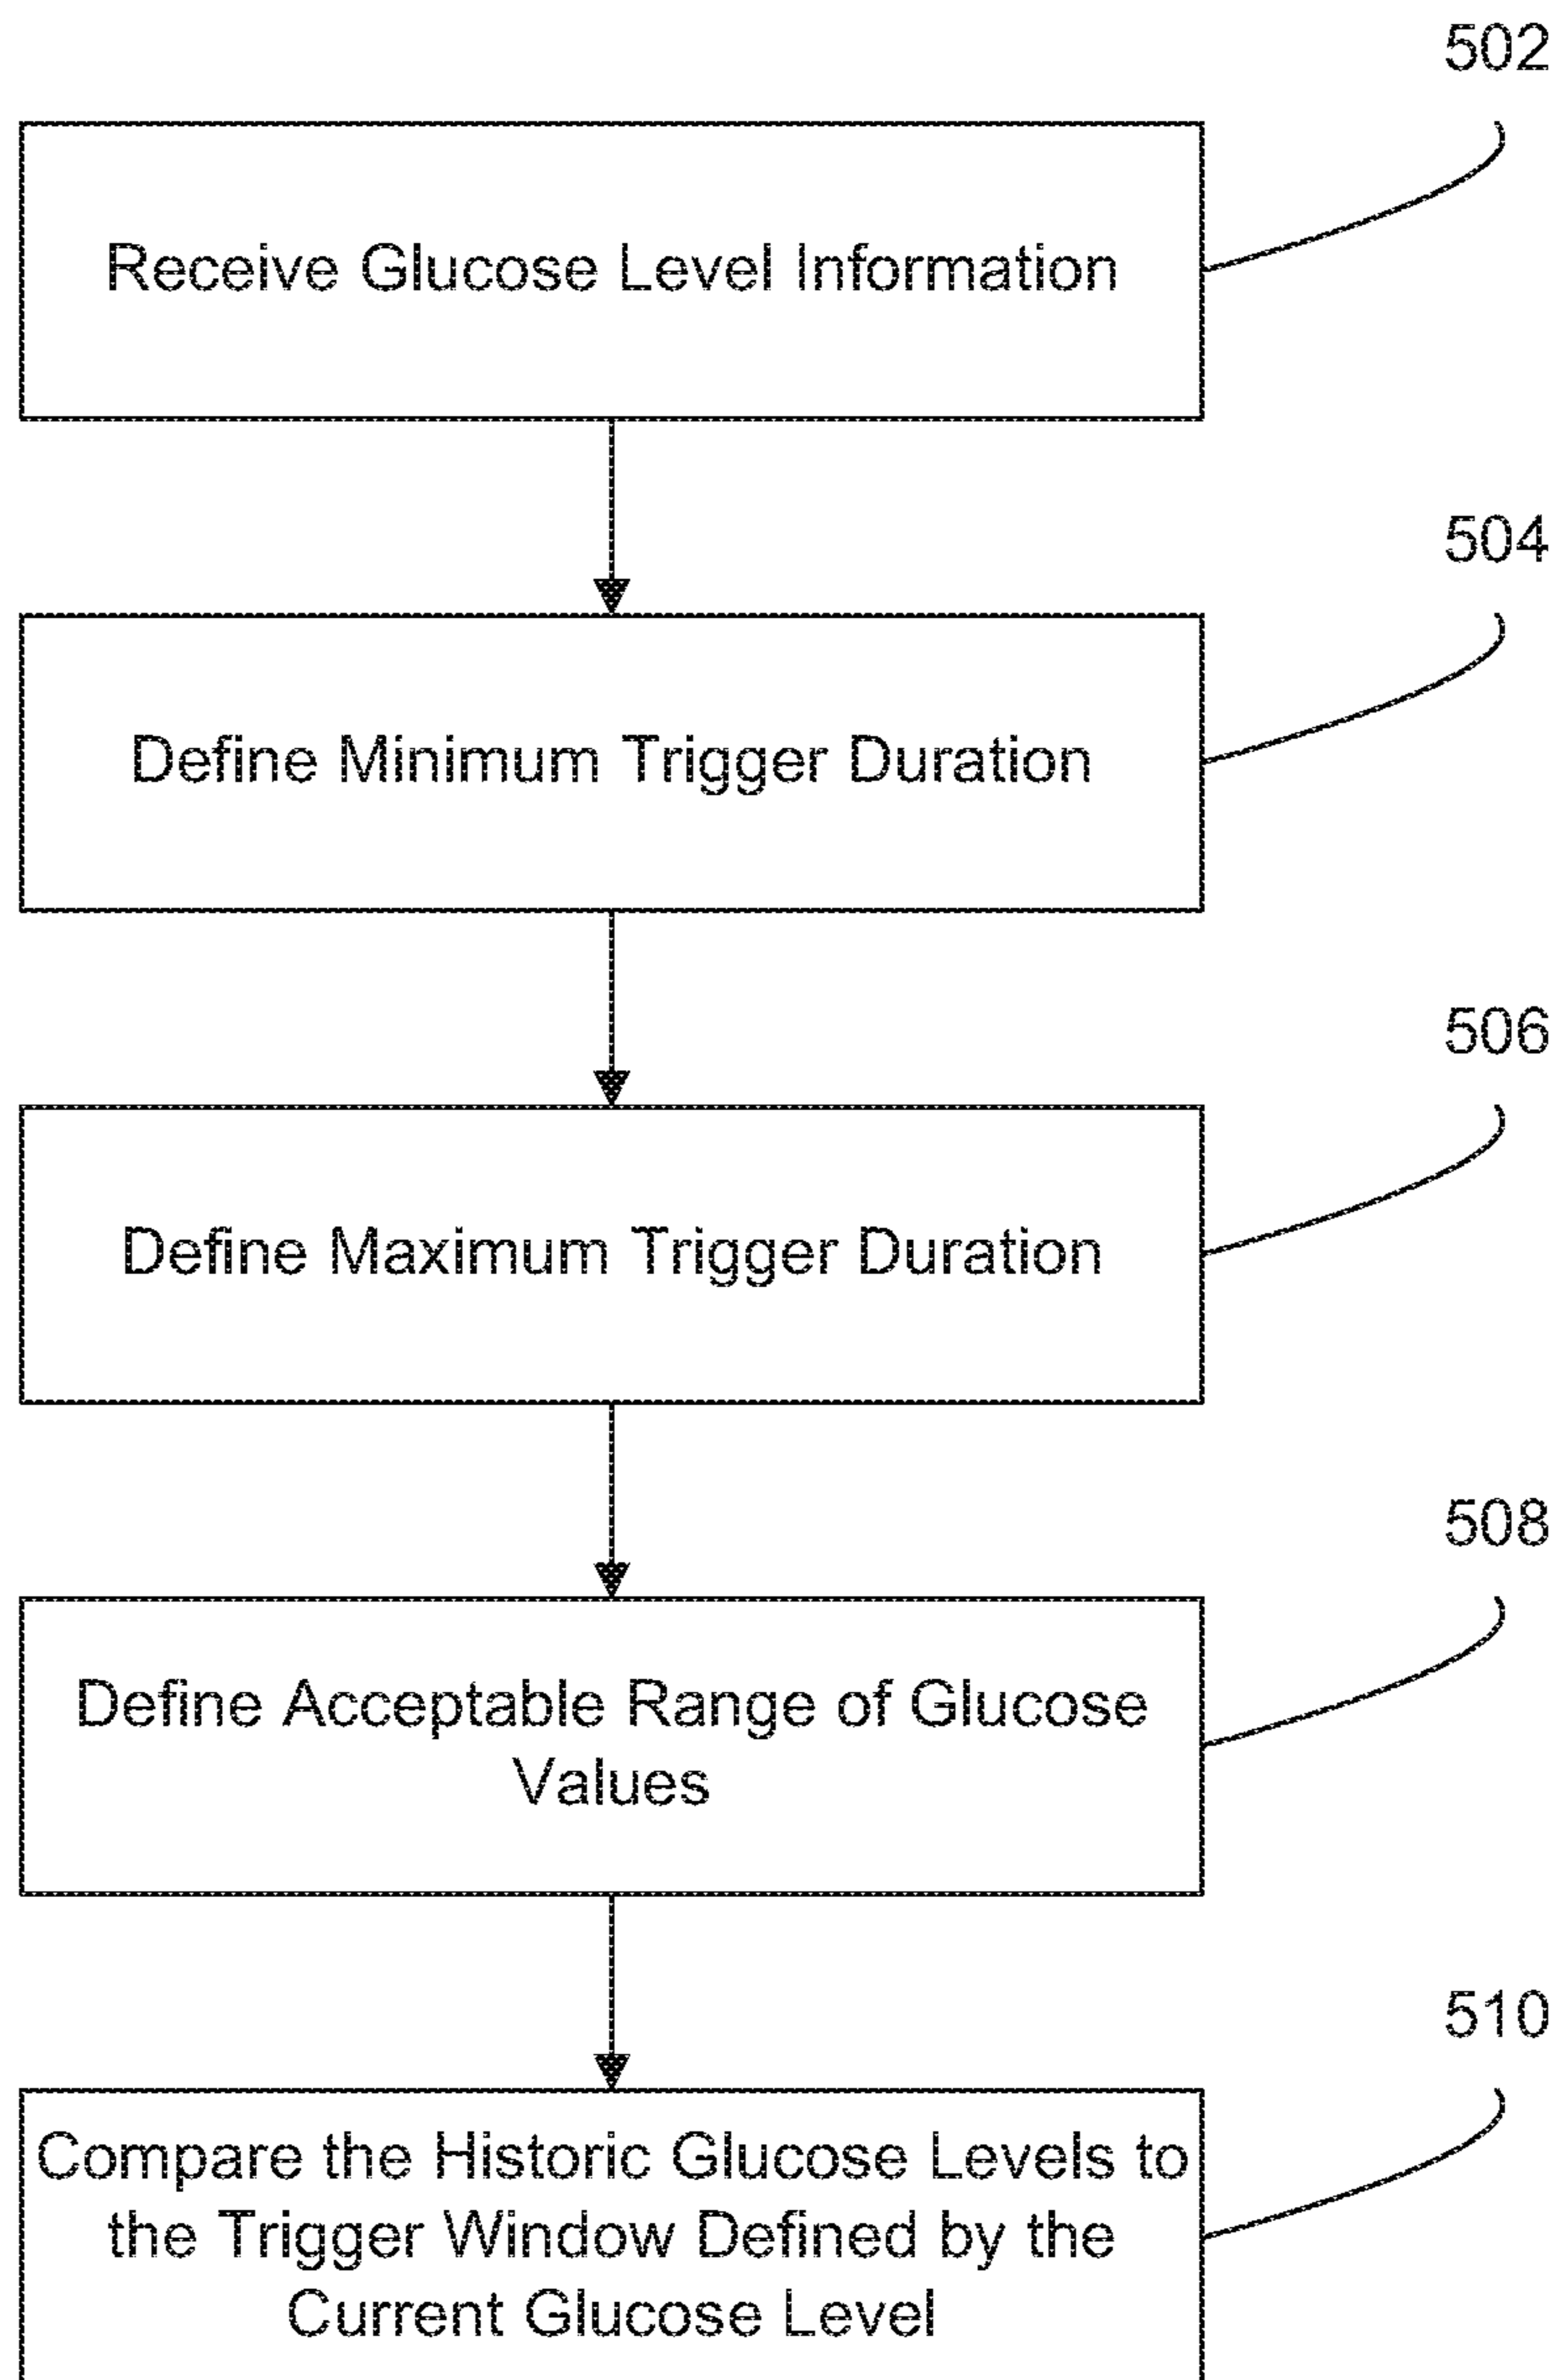 502
Receive Glucose Level Information
504
Define Minimum Trigger Duration
506
Define Maximum Trigger Duration
508
Define Acceptable Range of Glucose
Values
510
Compare the Historic Glucose Levels to
the Trigger Window Defined by the
Current Glucose Level